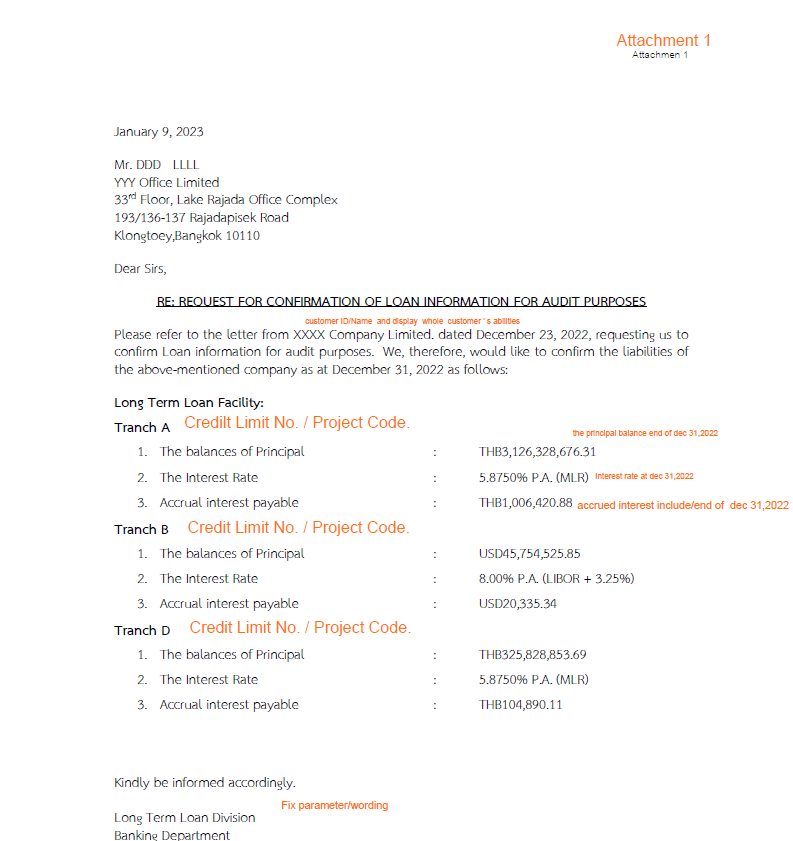 Attachment 1
Attachmen 1
January 9, 2023
Mr. DDD LLLL
YYY Office Limited
33rd Floor, Lake Rajada Office Complex
193/136-137 Rajadapisek Road
Klongtoey,Bangkok 10110
Dear Sirs,
RE: REQUEST FOR CONFIRMATION OF LOAN INFORMATION FOR AUDIT PURPOSES
customer ID/Name and display whole customer ' s abilities
Please refer to the letter from XXXX Company Limited. dated December 23, 2022, requesting us to
confirm Loan information for audit purposes. We, therefore, would like to confirm the liabilities of
the above-mentioned company as at December 31, 2022 as follows:
Long Term Loan Facility:
Tranch A Credilt Limit No. / Project Code.
the principal balance end of dec 31,2022
1. The balances of Principal : THB3,126,328,676.31
2. The Interest Rate : 5.8750% P.A. (MLR) Interest rate at dec 31,2022
3. Accrual interest payable : THB1,006,420.88 accrued interest include/end of dec 31,2022
Tranch B Credit Limit No. / Project Code.
1. The balances of Principal : USD45,754,525.85
2. The Interest Rate : 8.00% P.A. (LIBOR + 3.25%)
3. Accrual interest payable : USD20,335.34
Tranch D Credit Limit No. / Project Code.
1. The balances of Principal : THB325,828,853.69
2. The Interest Rate : 5.8750% P.A. (MLR)
3. Accrual interest payable : THB104,890.11
Kindly be informed accordingly.
Fix parameter/wording
Long Term Loan Division
Banking Department